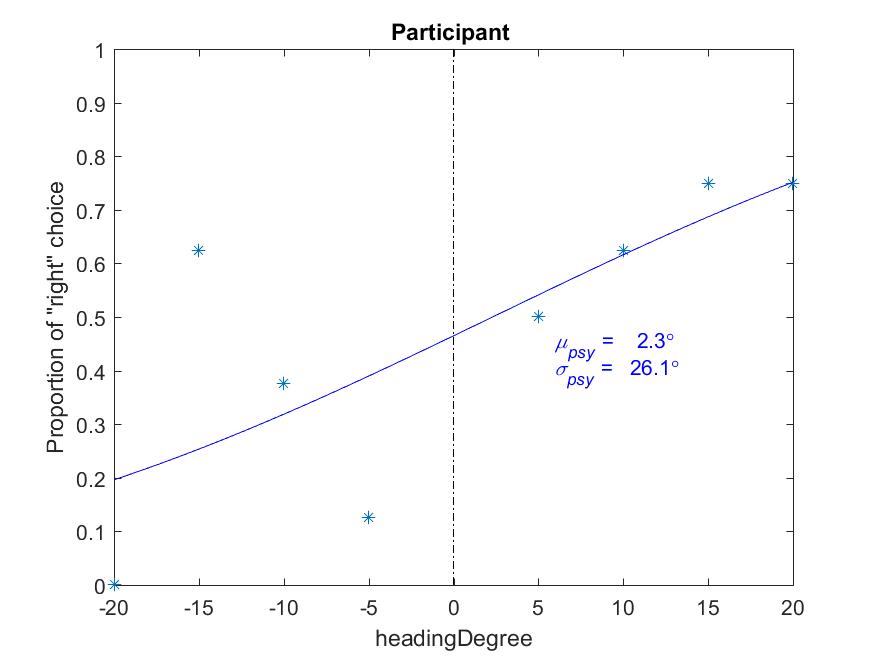 Participant
1
0.9
0.8
0.7
0.6
0.5
0.4
0.3
0.2
0.1
0
Proportion of "right" choice
μpsy = 2.3°
σpsy = 26.1°
-20 -15 -10 -5 0 5 10 15 20
headingDegree